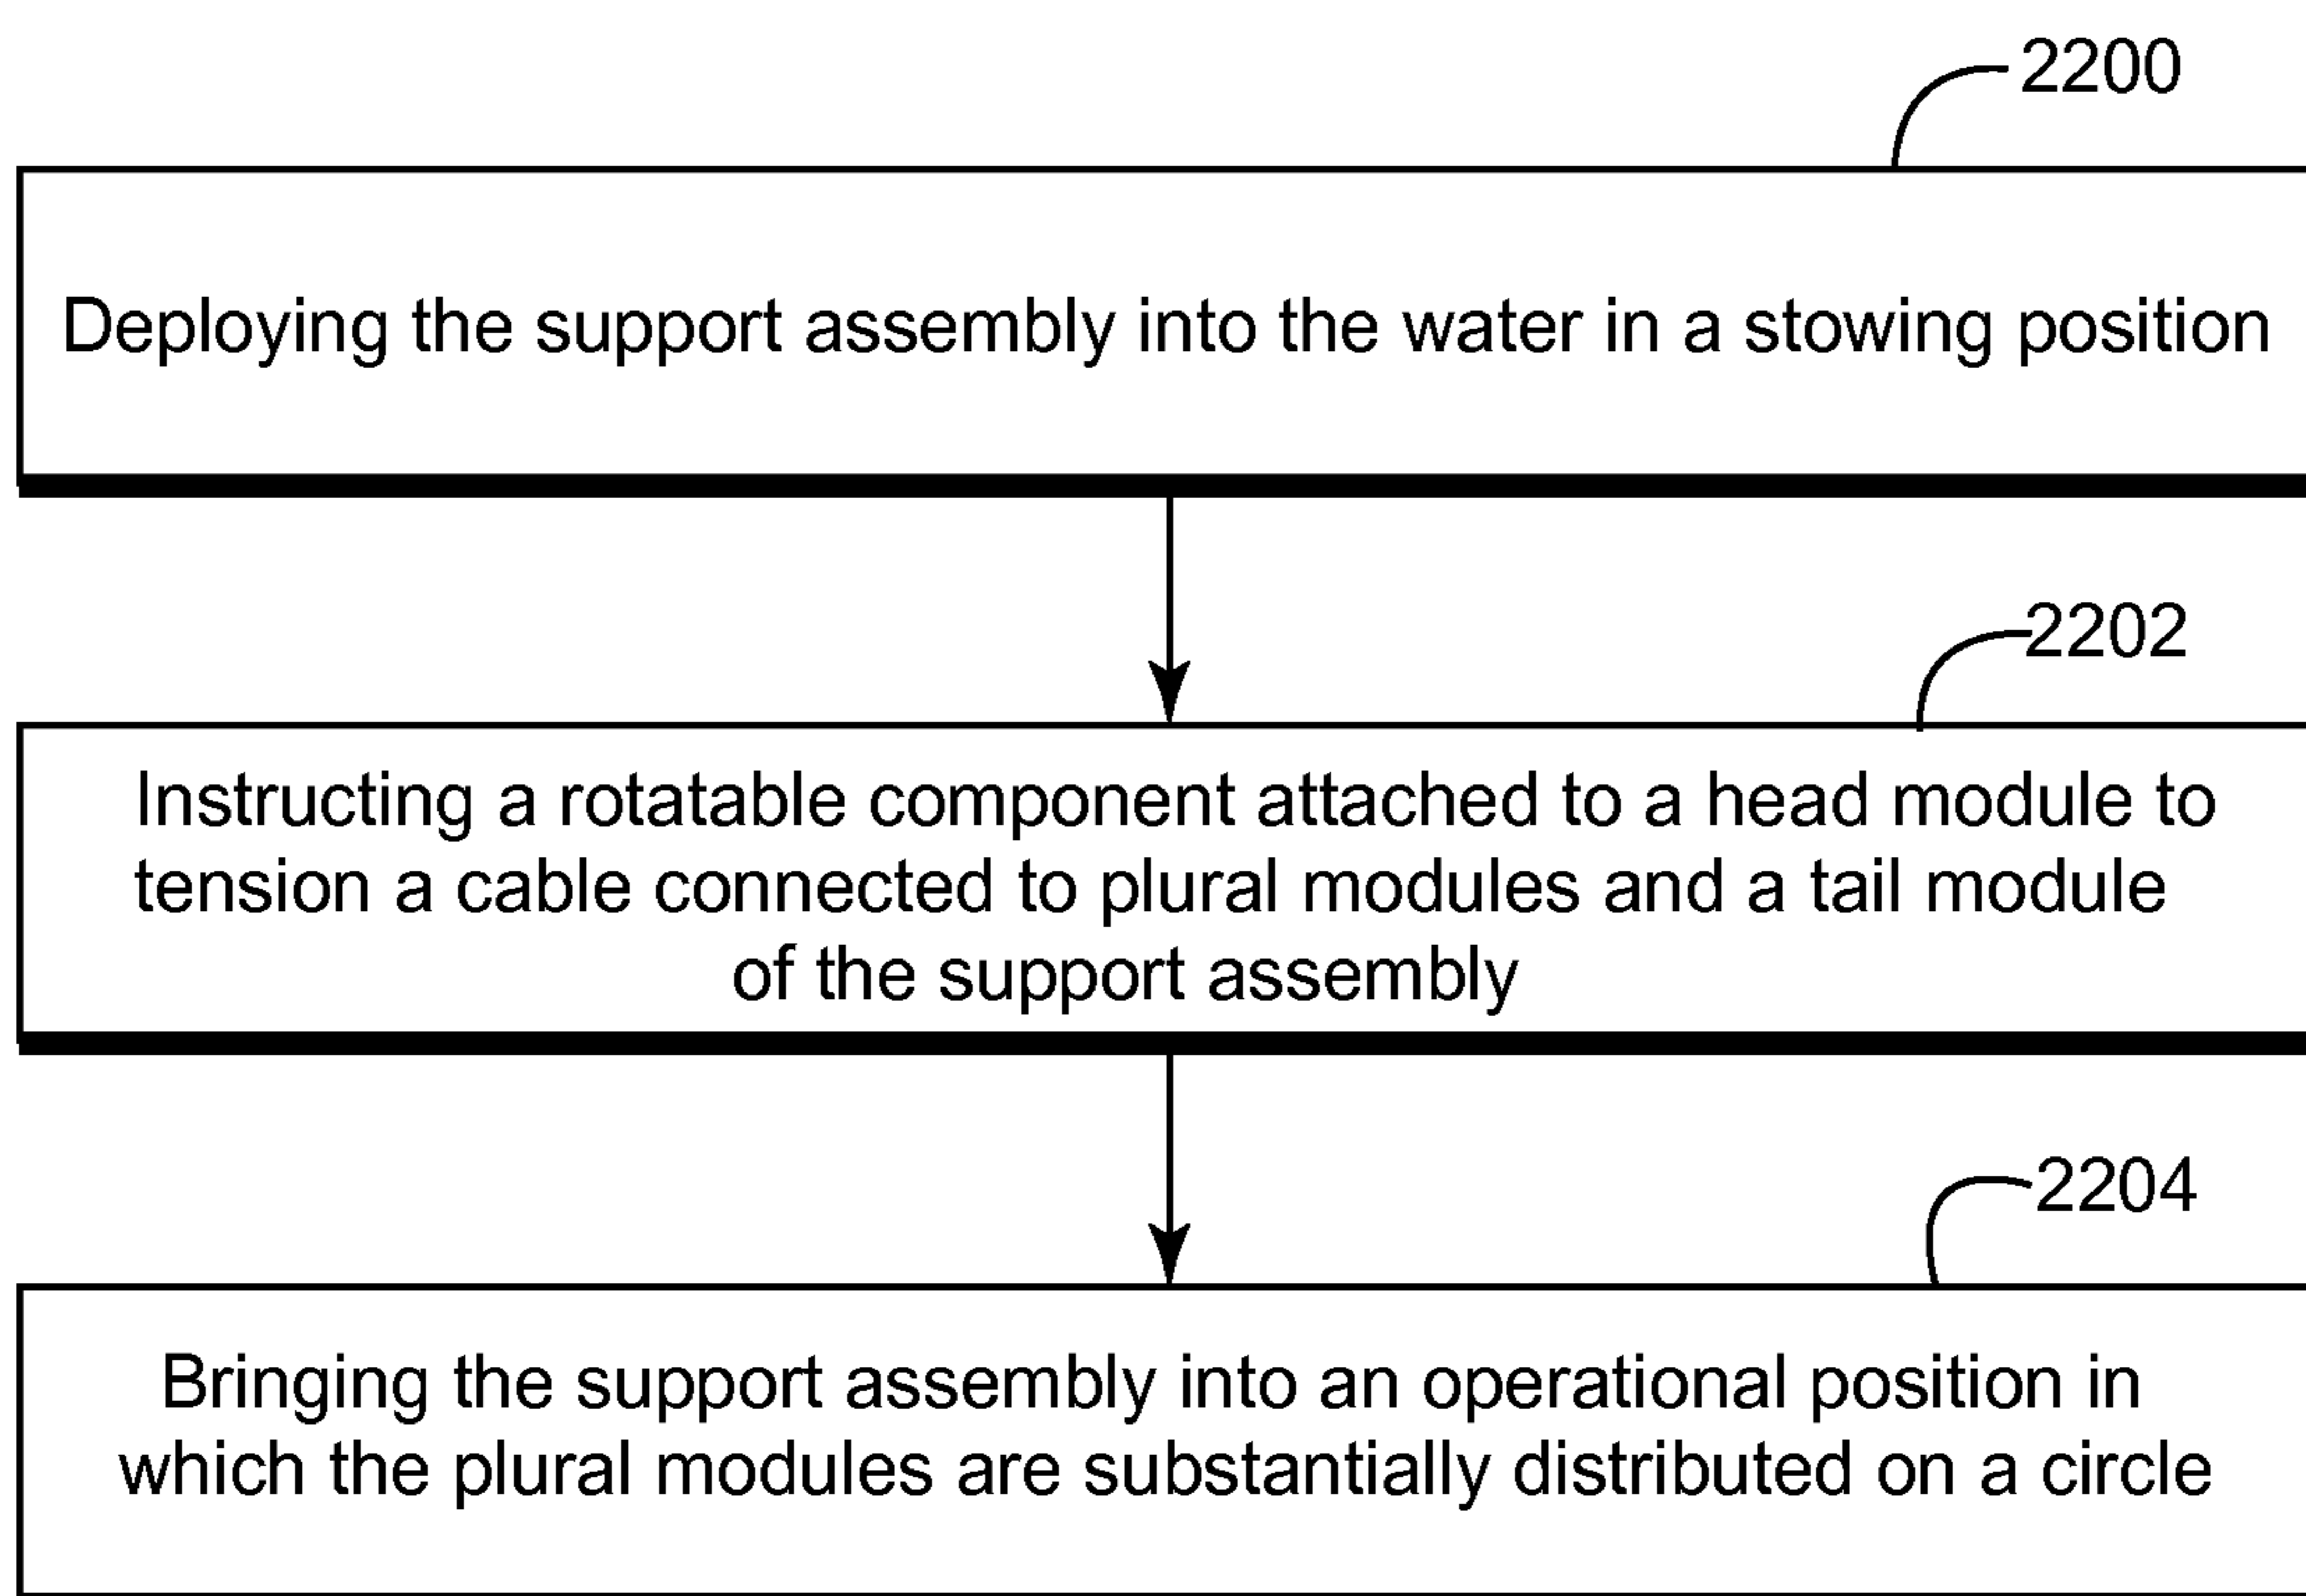 2200
Deploying the support assembly into the water in a stowing position
2202
Instructing a rotatable component attached to a head module to
tension a cable connected to plural modules and a tail module
of the support assembly
2204
Bringing the support assembly into an operational position in
which the plural modules are substantially distributed on a circle